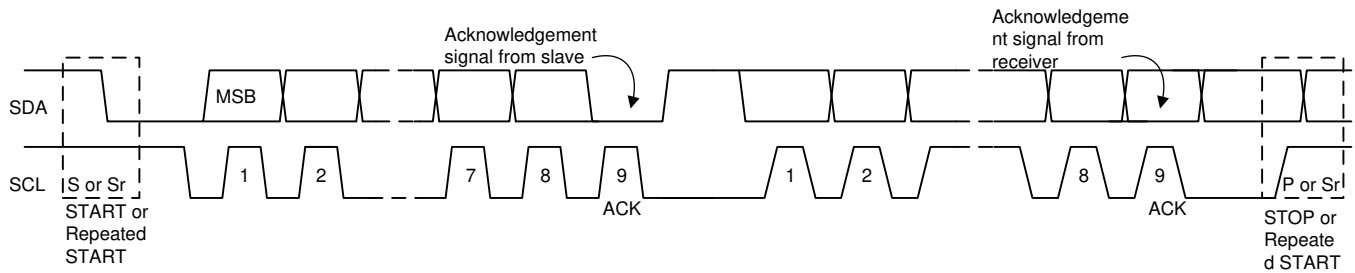 Acknowledgement
signal from slave
Acknowledgeme
nt signal from
receiver
SDA
MSB
SCL
S or Sr
1
2
7
8
9
1
2
8
9
P or Sr
ACK
ACK
START or
Repeated
START
STOP or
Repeate
d START